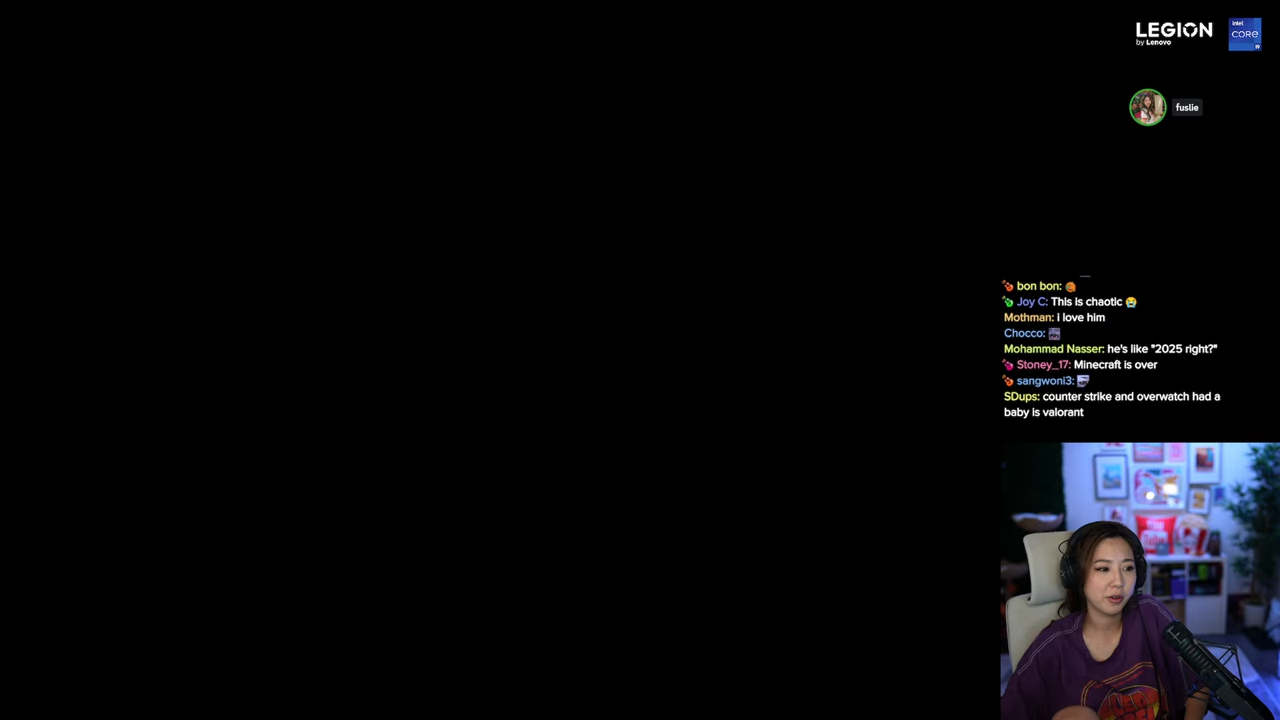 LEGION
by Lenovo
intel
CORE
i9
fuslie
bon bon:
Joy C: This is chaotic 😭
Mothman: i love him
Chocco:
Mohammad Nasser: he's like "2025 right?"
Stoney_17: Minecraft is over
sangwoni3:
SDups: counter strike and overwatch had a
baby is valorant